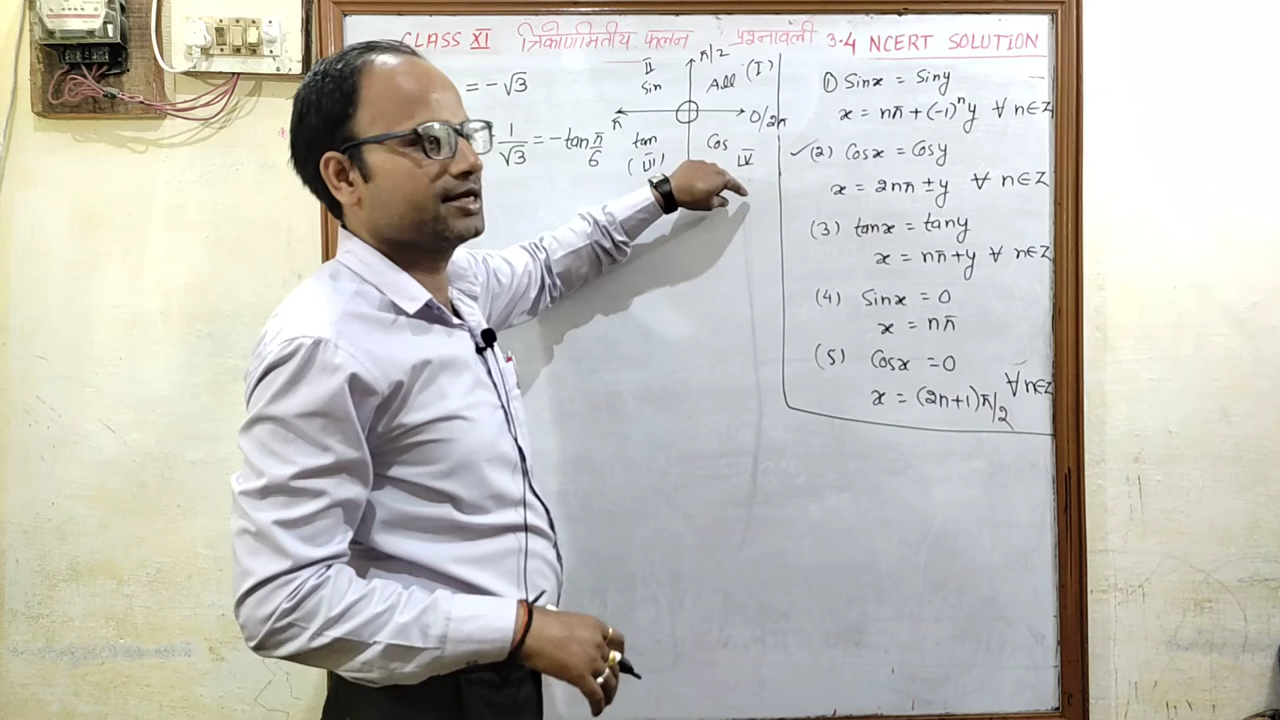 CLASS XI त्रिकोणमितीय फलन प्रश्नावली 3.4 NCERT SOLUTION
= -√3
1/√3 = -tan π/6
π/2
II
Sin
All (I)
π
0/2π
tan
(III)
Cos
IV
① Sinx = Siny
x = nπ + (-1)ⁿy ∀ n∈Z
✓(2) Cosx = Cosy
x = 2nπ ± y ∀ n∈Z
(3) tanx = tany
x = nπ + y ∀ n∈Z
(4) Sinx = 0
x = nπ
(5) Cosx = 0
x = (2n+1)π/2 ∀ n∈Z